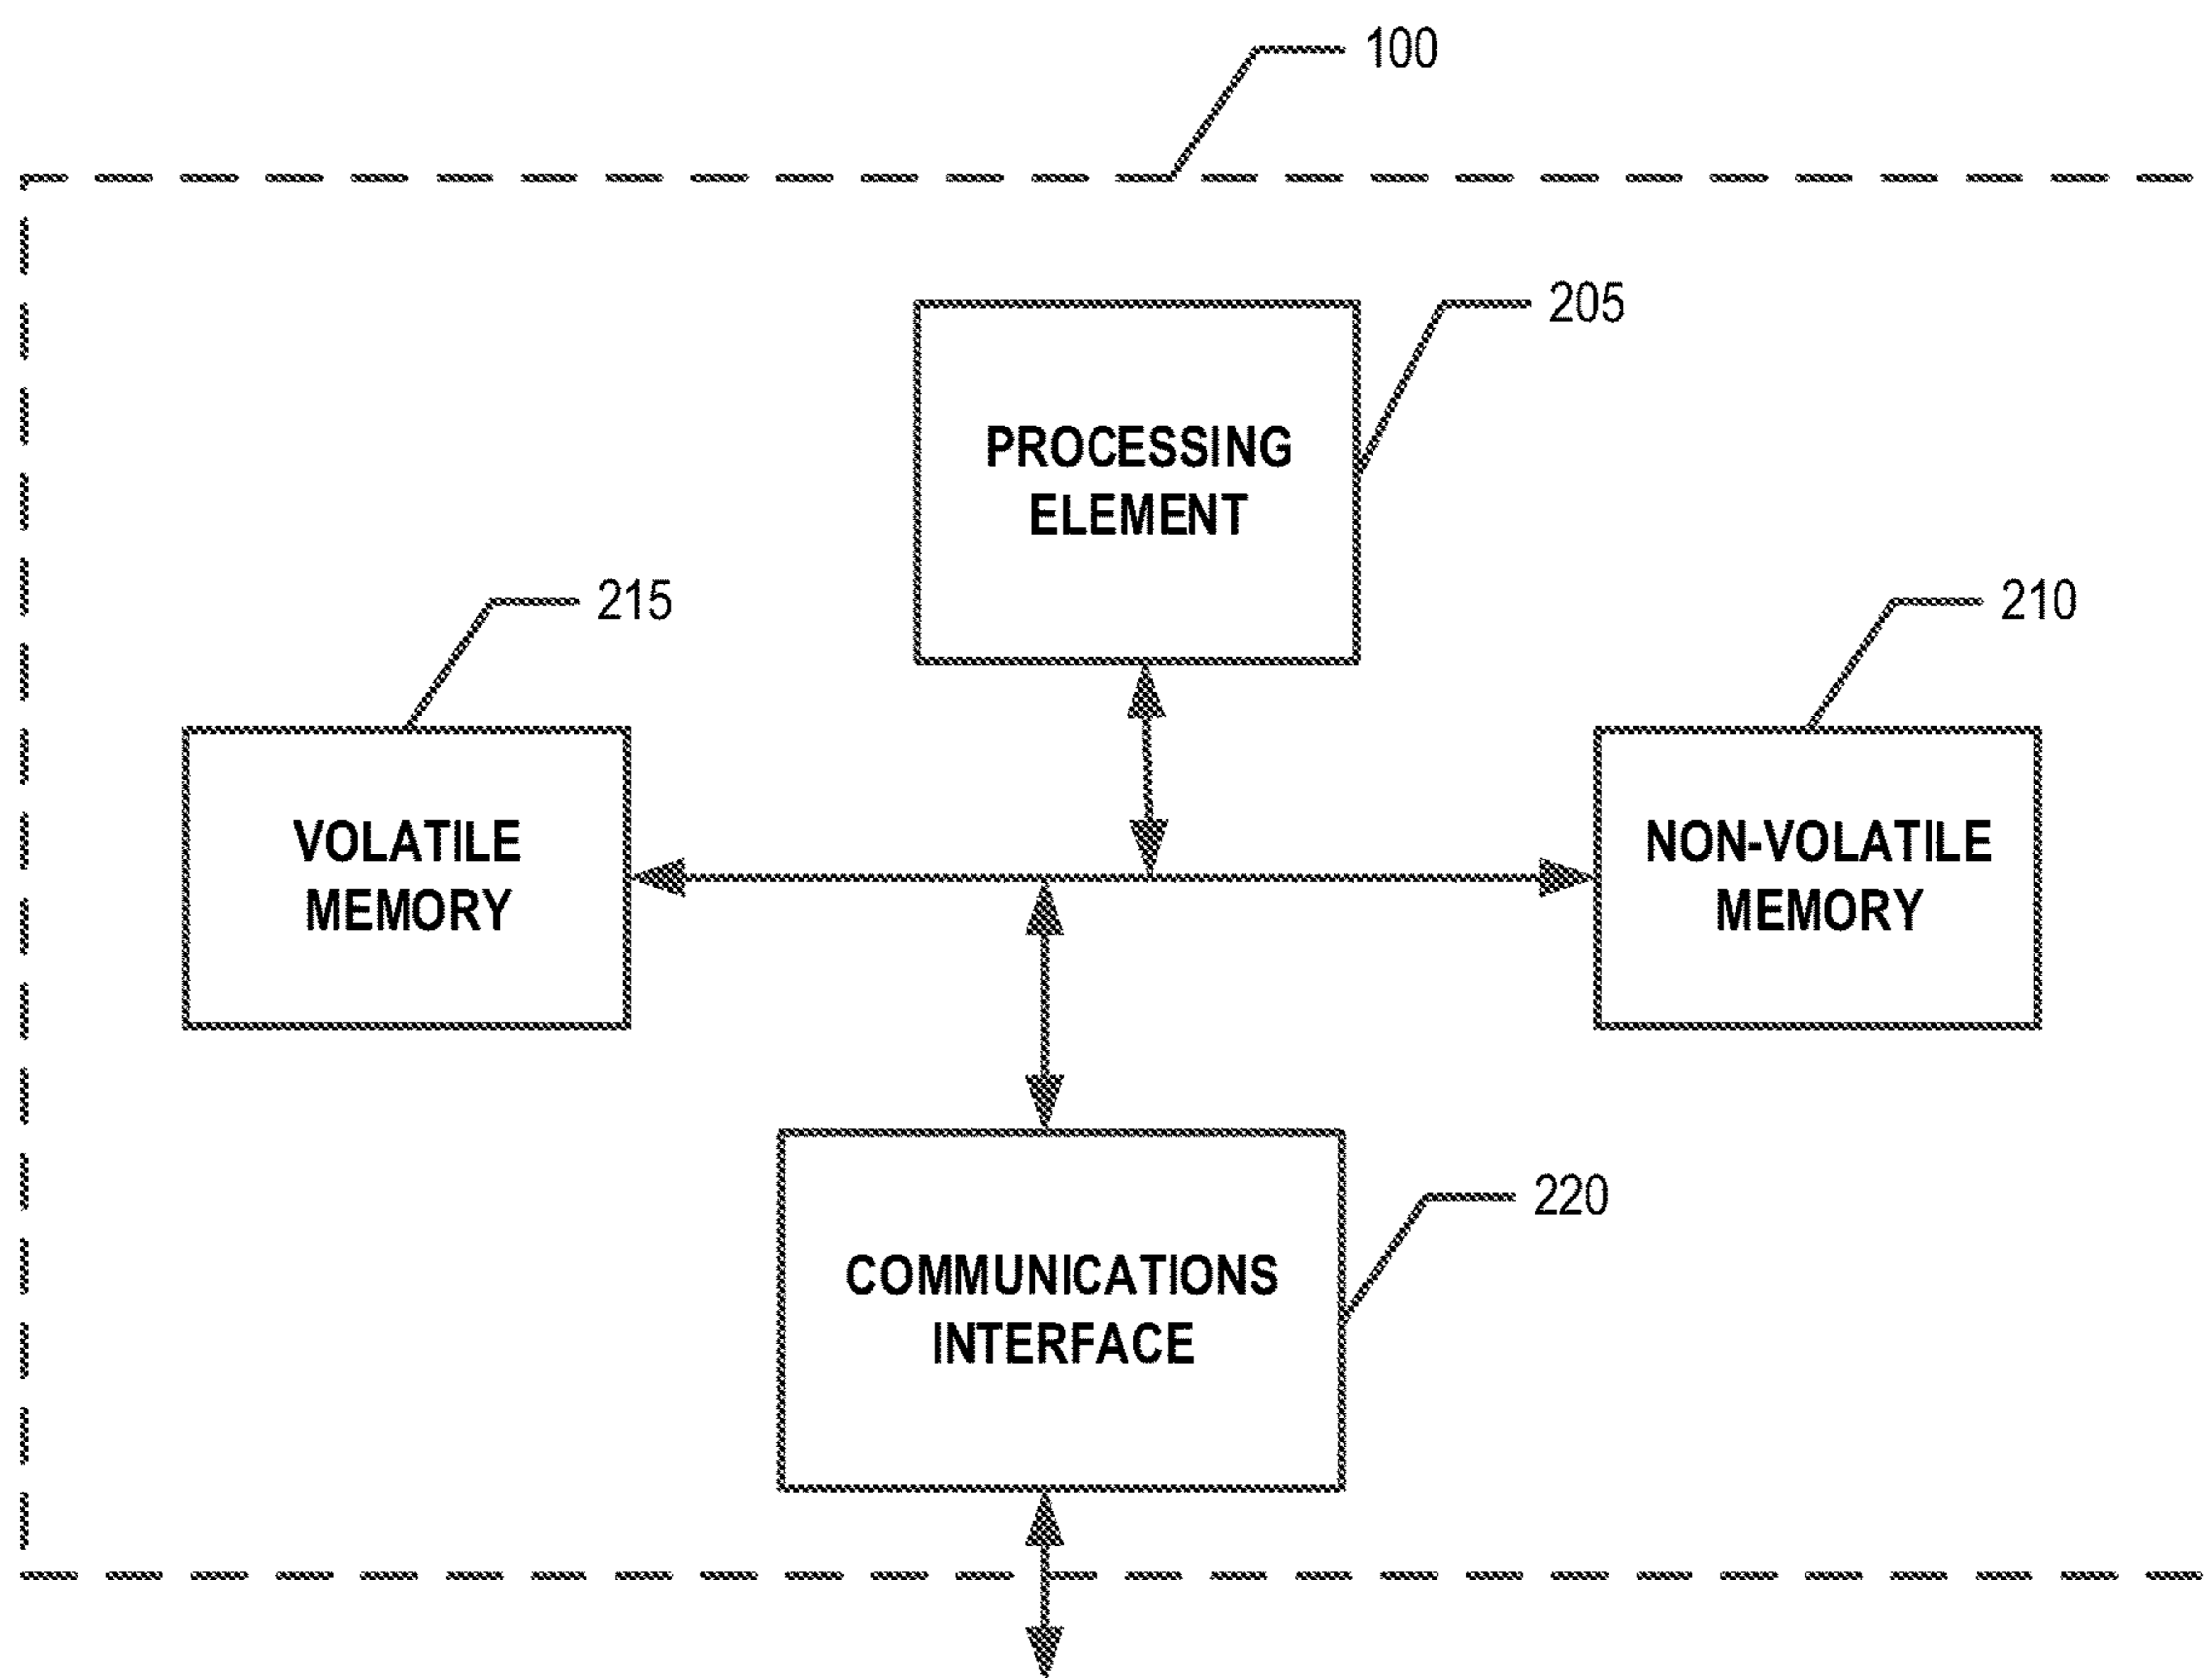 100
205
PROCESSING
ELEMENT
215
210
VOLATILE
MEMORY
NON-VOLATILE
MEMORY
220
COMMUNICATIONS
INTERFACE